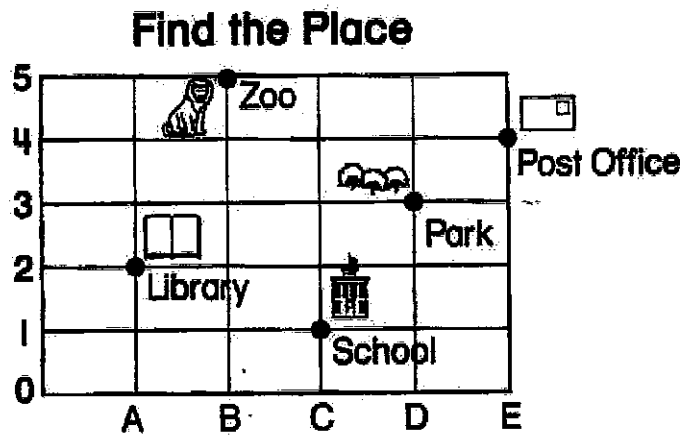 Find the Place
5
Zoo
4
Post Office
3
Park
2
Library
1
School
0
A B C D E